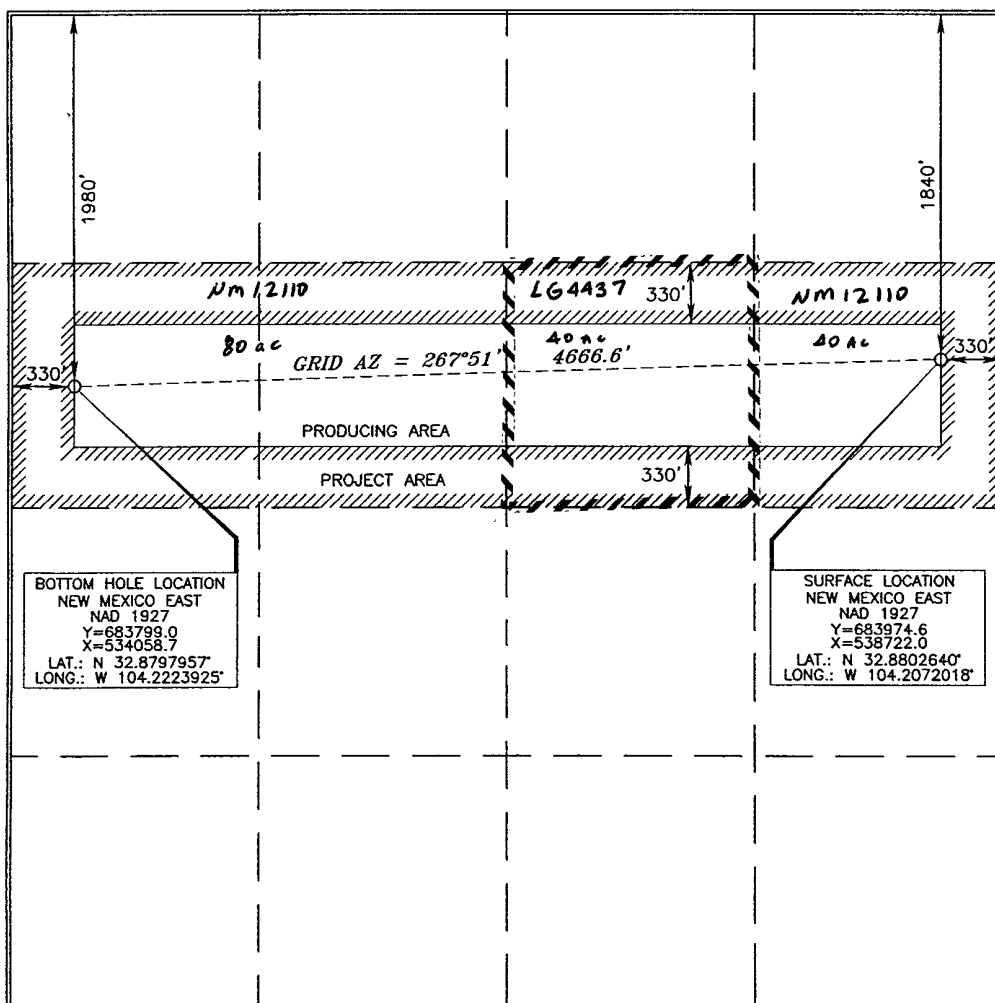 1980'
1840'
NM 12110
LG4437
330'
NM 12110
80 ac
40 ac
40 Ac
GRID AZ = 267°51'
4666.6'
330'
330'
PRODUCING AREA
PROJECT AREA
330'
BOTTOM HOLE LOCATION
NEW MEXICO EAST
NAD 1927
Y=683799.0
X=534058.7
LAT.: N 32.8797957°
LONG.: W 104.2223925°
SURFACE LOCATION
NEW MEXICO EAST
NAD 1927
Y=683974.6
X=538722.0
LAT.: N 32.8802640°
LONG.: W 104.2072018°